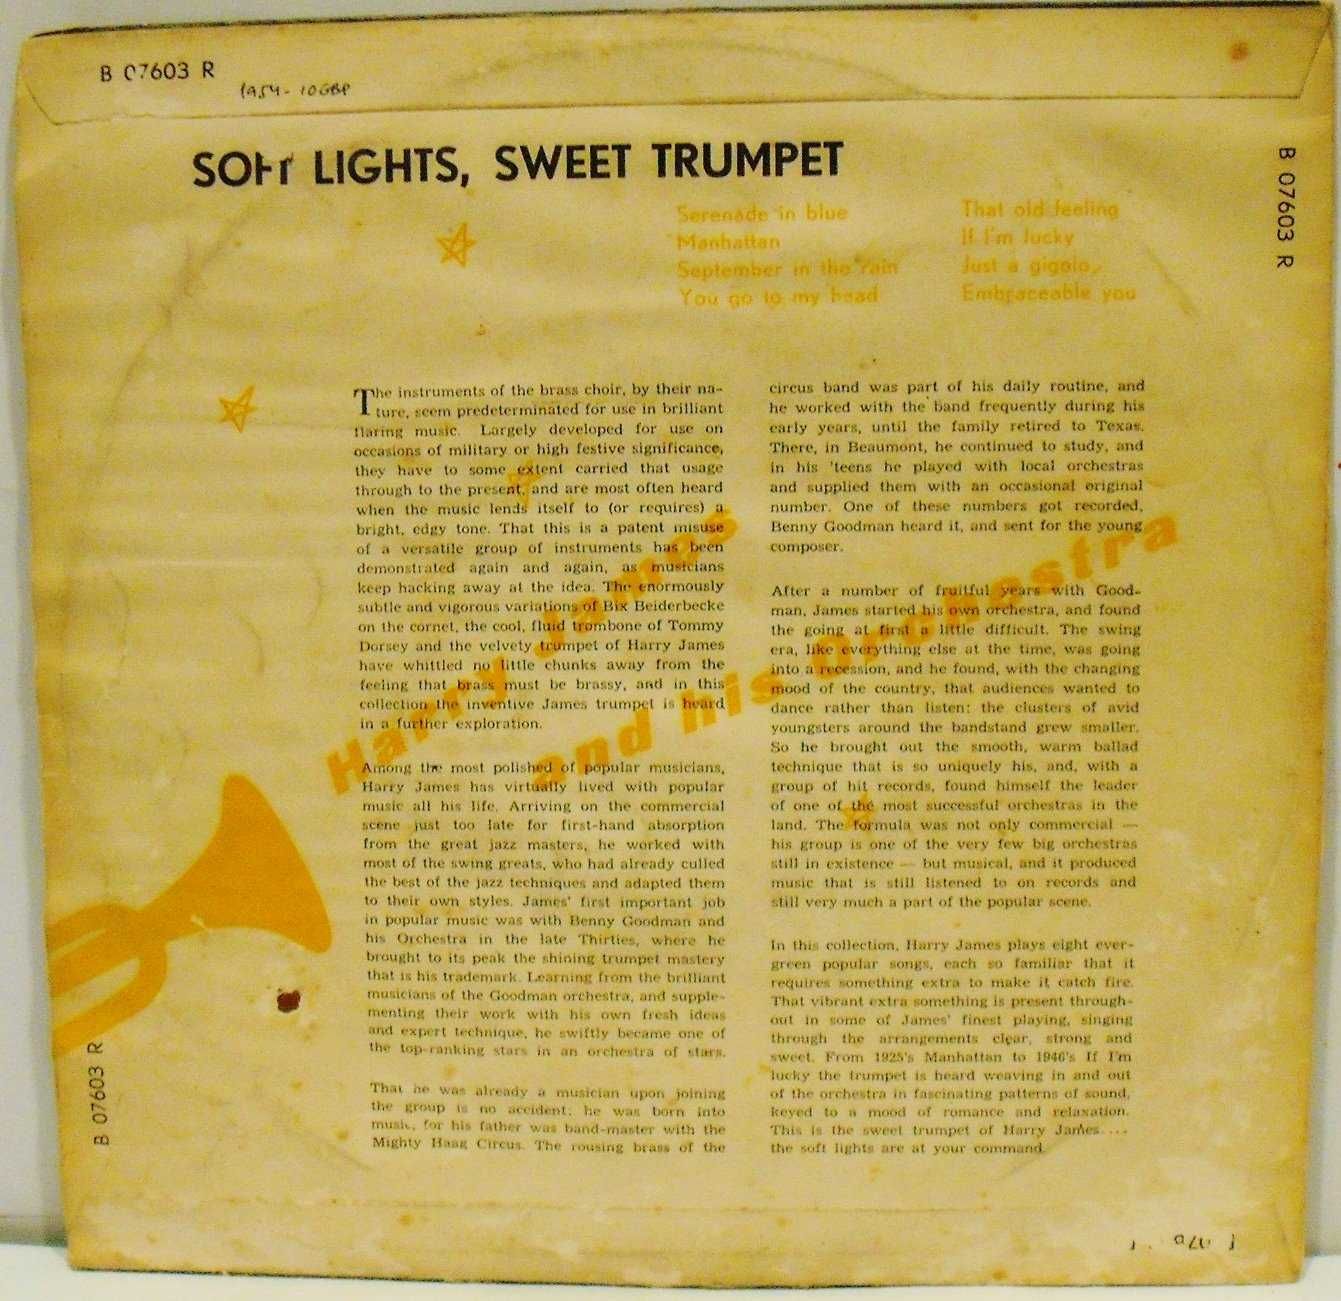 B 07603 R
1954 - 10GBP
SOFT LIGHTS, SWEET TRUMPET
B 07603 R
Serenade in blue
Manhattan
September in the rain
You go to my head
That old feeling
If I'm lucky
Just a gigolo
Embraceable you
Harry James
and his Orchestra
The instruments of the brass choir, by their na-
ture, seem predeterminated for use in brilliant
flaring music. Largely developed for use on
occasions of military or high festive significance,
they have to some extent carried that usage
through to the present, and are most often heard
when the music lends itself to (or requires) a
bright, edgy tone. That this is a patent misuse
of a versatile group of instruments has been
demonstrated again and again, as musicians
keep hacking away at the idea. The enormously
subtle and vigorous variations of Bix Beiderbecke
on the cornet, the cool, fluid trombone of Tommy
Dorsey and the velvety trumpet of Harry James
have whittled no little chunks away from the
feeling that brass must be brassy, and in this
collection the inventive James trumpet is heard
in a further exploration.
Among the most polished of popular musicians,
Harry James has virtually lived with popular
music all his life. Arriving on the commercial
scene just too late for first-hand absorption
from the great jazz masters, he worked with
most of the swing greats, who had already culled
the best of the jazz techniques and adapted them
to their own styles. James' first important job
in popular music was with Benny Goodman and
his Orchestra in the late Thirties, where he
brought to its peak the shining trumpet mastery
that is his trademark. Learning from the brilliant
musicians of the Goodman orchestra, and supple-
menting their work with his own fresh ideas
and expert technique, he swiftly became one of
the top-ranking stars in an orchestra of stars.
That he was already a musician upon joining
the group is no accident; he was born into
music, for his father was band-master with the
Mighty Haag Circus. The rousing brass of the
circus band was part of his daily routine, and
he worked with the band frequently during his
early years, until the family retired to Texas.
There, in Beaumont, he continued to study, and
in his 'teens he played with local orchestras
and supplied them with an occasional original
number. One of these numbers got recorded,
Benny Goodman heard it, and sent for the young
composer.
After a number of fruitful years with Good-
man, James started his own orchestra, and found
the going at first a little difficult. The swing
era, like everything else at the time, was going
into a recession, and he found, with the changing
mood of the country, that audiences wanted to
dance rather than listen; the clusters of avid
youngsters around the bandstand grew smaller.
So he brought out the smooth, warm ballad
technique that is so uniquely his, and, with a
group of hit records, found himself the leader
of one of the most successful orchestras in the
land. The formula was not only commercial —
his group is one of the very few big orchestras
still in existence — but musical, and it produced
music that is still listened to on records and
still very much a part of the popular scene.
In this collection, Harry James plays eight ever-
green popular songs, each so familiar that it
requires something extra to make it catch fire.
That vibrant extra something is present through-
out in some of James' finest playing, singing
through the arrangements clear, strong and
sweet. From 1925's Manhattan to 1946's If I'm
lucky the trumpet is heard weaving in and out
of the orchestra in fascinating patterns of sound,
keyed to a mood of romance and relaxation.
This is the sweet trumpet of Harry James....
the soft lights are at your command.
B 07603 R